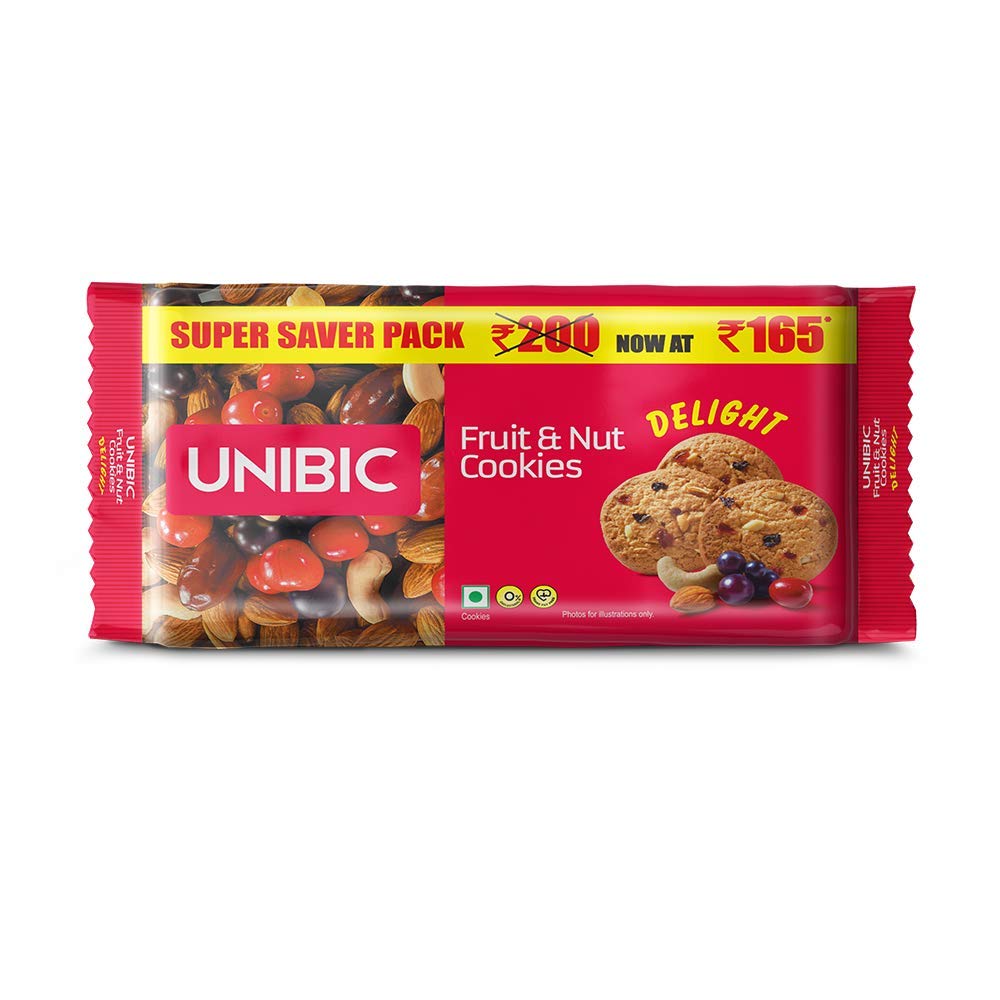 SUPER SAVER PACK ₹200 NOW AT ₹165*
UNIBIC
Fruit & Nut
Cookies
DELIGHT
Cookies
Photos for illustrations only.
UNIBIC
Fruit & Nut
Cookies
DELIGHT
UNIBIC
Fruit & Nut
Cookies
DELIGHT